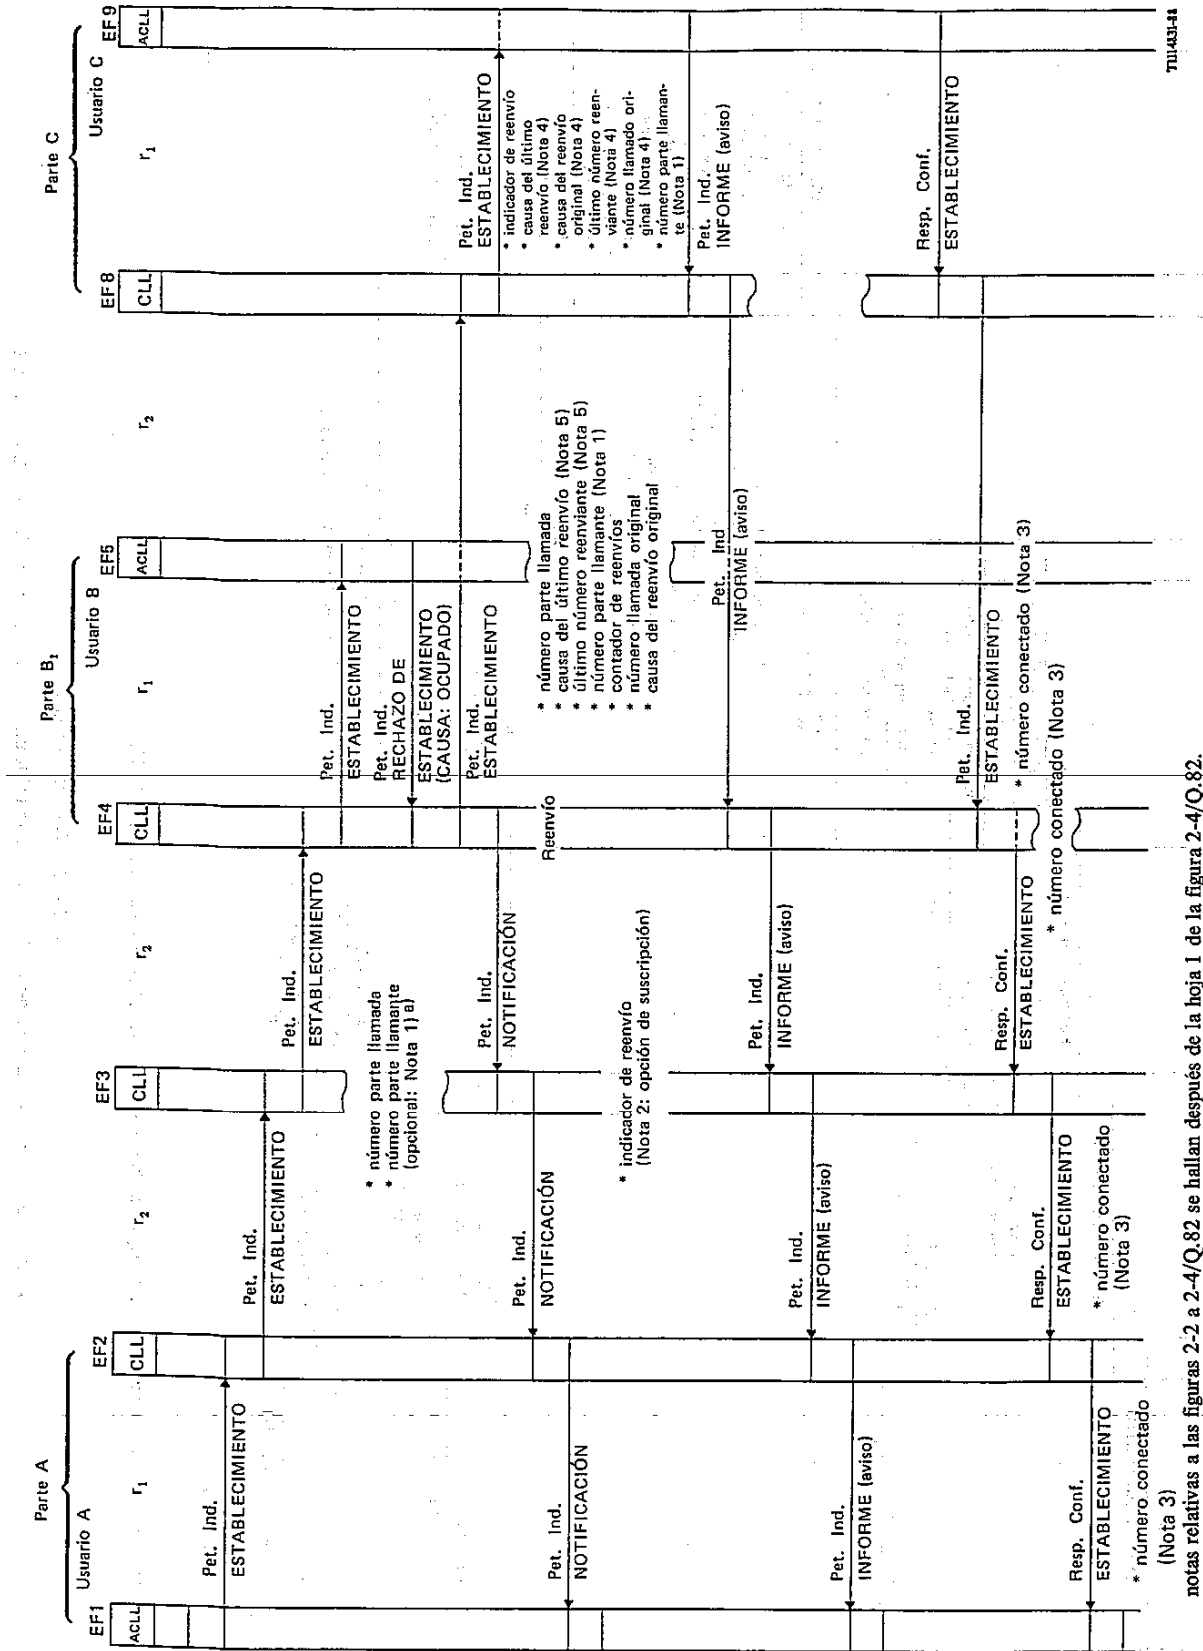 Parte A
Parte B₁
Parte C
Usuario A
Usuario B
Usuario C
EF1
EF2
EF3
EF4
EF5
EF8
EF9
ACLL
CLL
CLL
CLL
ACLL
CLL
ACLL
r₁
r₂
r₂
r₁
r₂
r₁
Pet. Ind.
ESTABLECIMIENTO
Pet. Ind.
ESTABLECIMIENTO
Pet. Ind.
ESTABLECIMIENTO
* número parte llamada
* número parte llamante
(opcional: Nota 1) a)
Pet. Ind.
ESTABLECIMIENTO
Pet. Ind.
RECHAZO DE
ESTABLECIMIENTO
(CAUSA: OCUPADO)
Pet. Ind.
ESTABLECIMIENTO
* número parte llamada
* causa del último reenvío (Nota 5)
* último número reenviante (Nota 5)
* número parte llamante (Nota 1)
* contador de reenvíos
* número llamada original
* causa del reenvío original
Pet. Ind.
ESTABLECIMIENTO
* indicador de reenvío
* causa del último
reenvío (Nota 4)
* causa del reenvío
original (Nota 4)
* último número reen-
viante (Nota 4)
* número llamado ori-
ginal (Nota 4)
* número parte llaman-
te (Nota 1)
Reenvío
Pet. Ind.
NOTIFICACIÓN
Pet. Ind.
NOTIFICACIÓN
Pet. Ind.
NOTIFICACIÓN
* indicador de reenvío
(Nota 2: opción de suscripción)
Pet. Ind.
INFORME (aviso)
Pet. Ind
INFORME (aviso)
Pet. Ind.
INFORME (aviso)
Pet. Ind.
INFORME (aviso)
Pet. Ind.
INFORME (aviso)
Resp. Conf.
ESTABLECIMIENTO
Pet. Ind.
ESTABLECIMIENTO
* número conectado (Nota 3)
Resp. Conf.
ESTABLECIMIENTO
* número conectado (Nota 3)
Resp. Conf.
ESTABLECIMIENTO
* número conectado
(Nota 3)
Resp. Conf.
ESTABLECIMIENTO
* número conectado
(Nota 3)
notas relativas a las figuras 2-2 a 2-4/Q.82 se hallan después de la hoja 1 de la figura 2-4/Q.82.